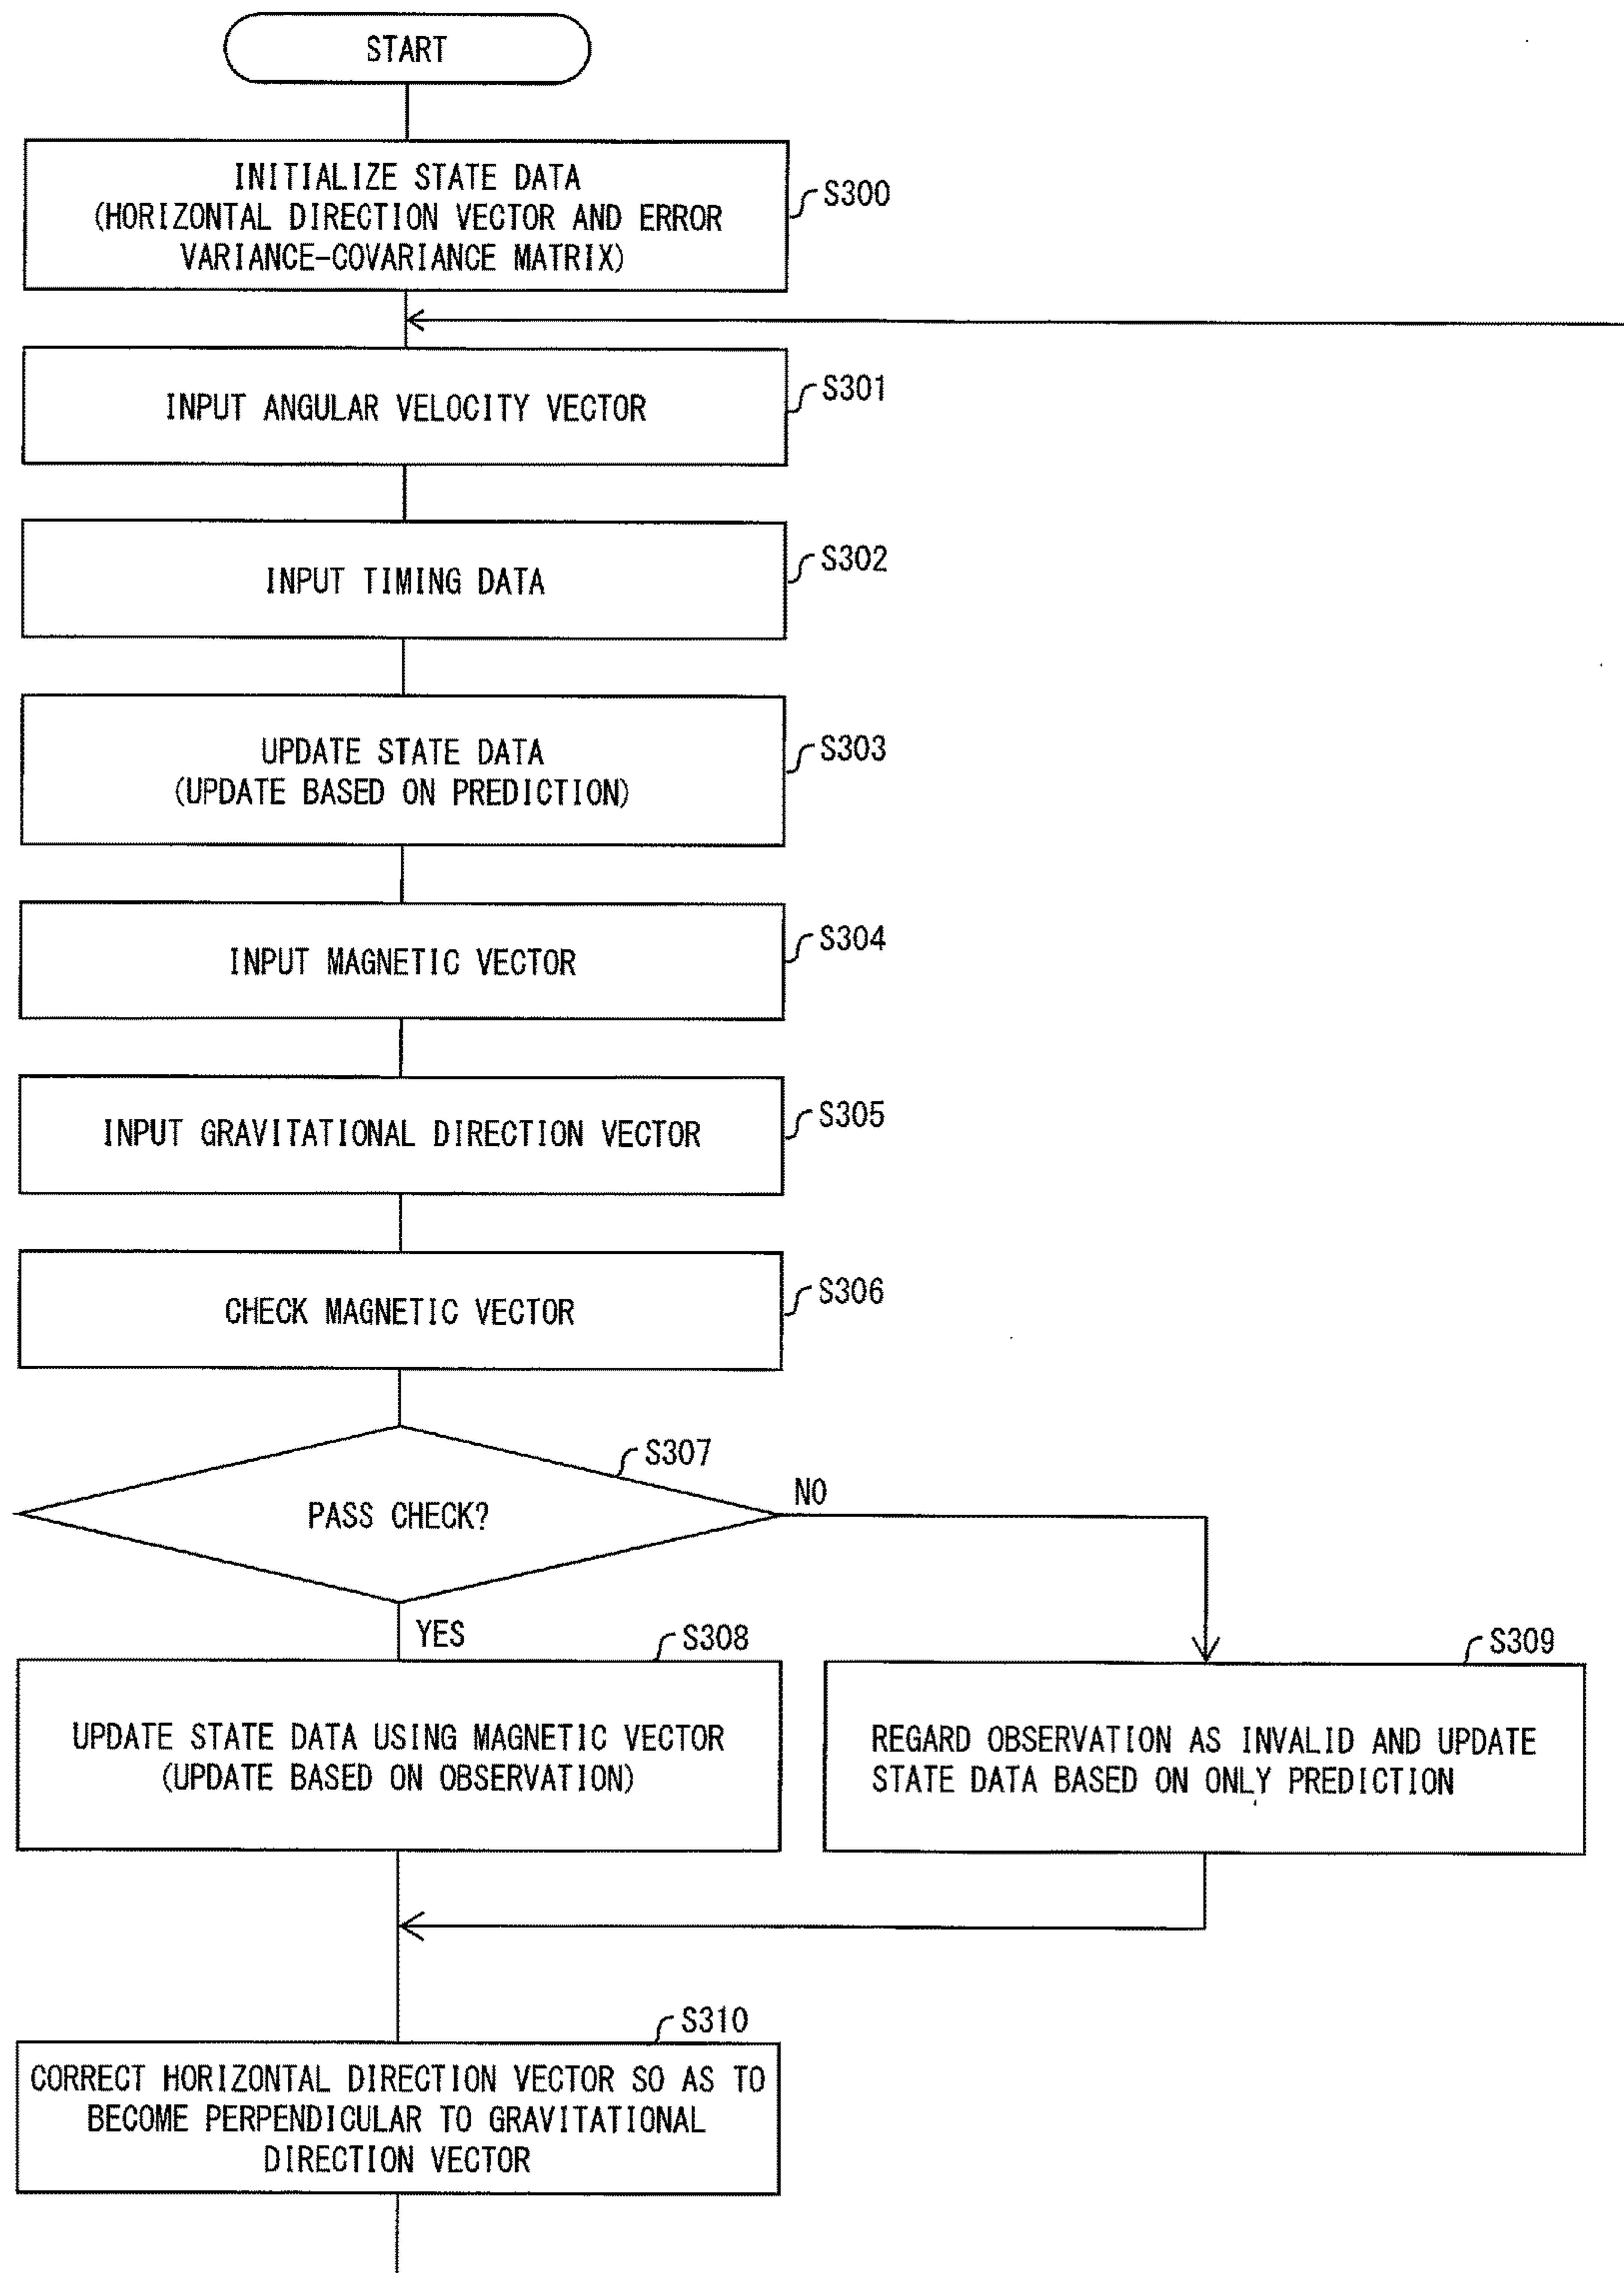 START
INITIALIZE STATE DATA
(HORIZONTAL DIRECTION VECTOR AND ERROR
VARIANCE-COVARIANCE MATRIX)
S300
INPUT ANGULAR VELOCITY VECTOR
S301
INPUT TIMING DATA
S302
UPDATE STATE DATA
(UPDATE BASED ON PREDICTION)
S303
INPUT MAGNETIC VECTOR
S304
INPUT GRAVITATIONAL DIRECTION VECTOR
S305
CHECK MAGNETIC VECTOR
S306
S307
PASS CHECK?
NO
YES
S308
UPDATE STATE DATA USING MAGNETIC VECTOR
(UPDATE BASED ON OBSERVATION)
S309
REGARD OBSERVATION AS INVALID AND UPDATE
STATE DATA BASED ON ONLY PREDICTION
S310
CORRECT HORIZONTAL DIRECTION VECTOR SO AS TO
BECOME PERPENDICULAR TO GRAVITATIONAL
DIRECTION VECTOR